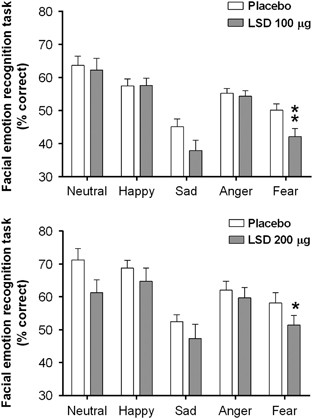 Facial emotion recognition task
(% correct)
80
70
60
50
40
30
Placebo
LSD 100 µg
**
Neutral Happy Sad Anger Fear
Facial emotion recognition task
(% correct)
80
70
60
50
40
30
Placebo
LSD 200 µg
*
Neutral Happy Sad Anger Fear